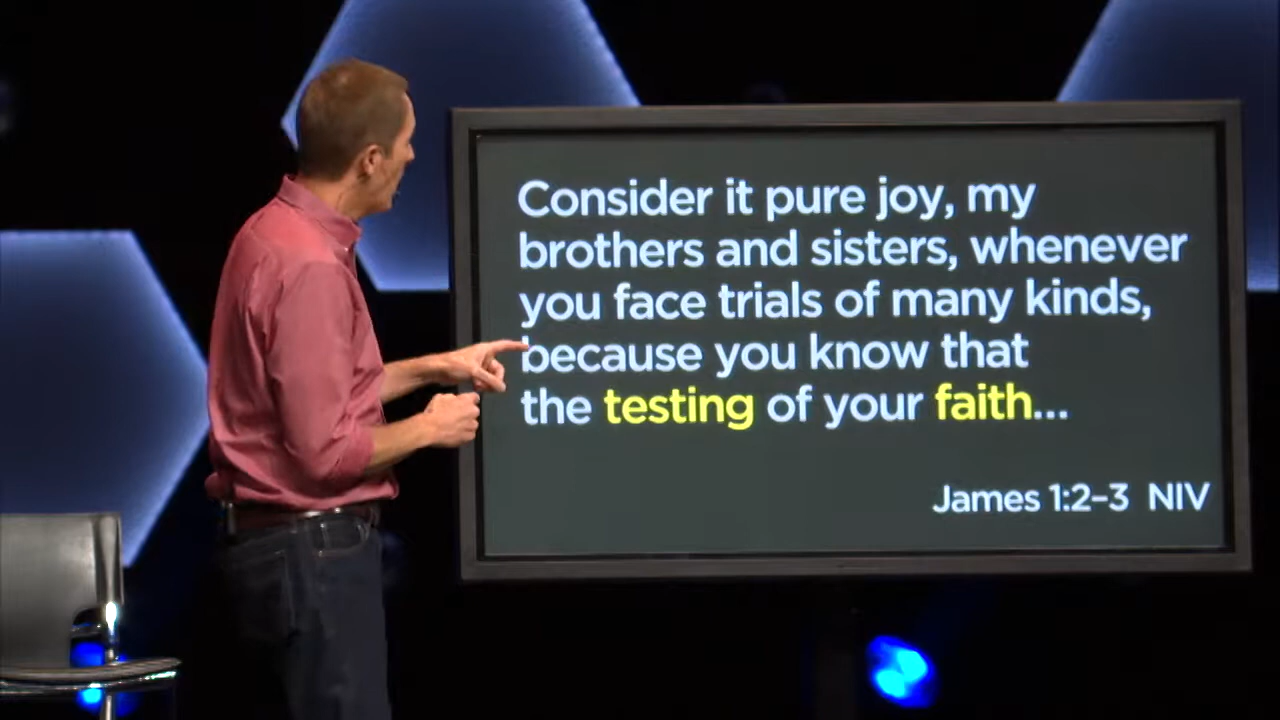 Consider it pure joy, my
brothers and sisters, whenever
you face trials of many kinds,
because you know that
the testing of your faith...
James 1:2–3 NIV